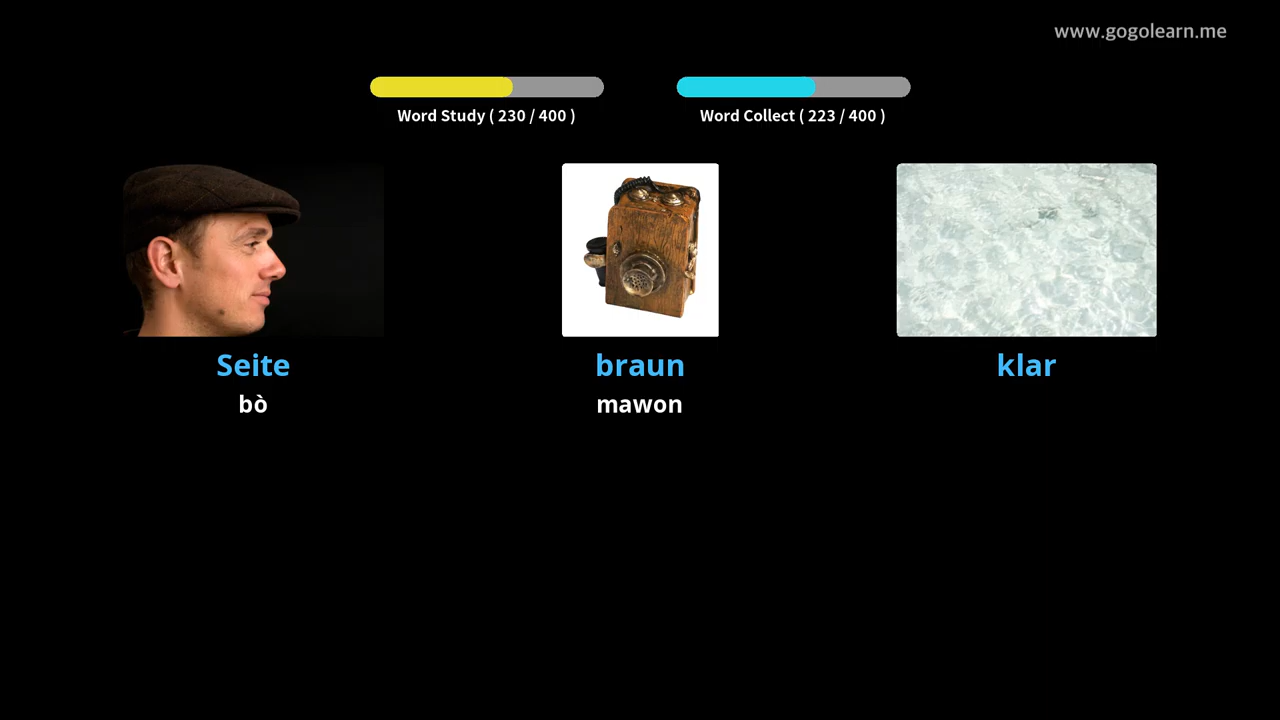 www.gogolearn.me
Word Study ( 230 / 400 )
Word Collect ( 223 / 400 )
Seite
braun
klar
bò
mawon